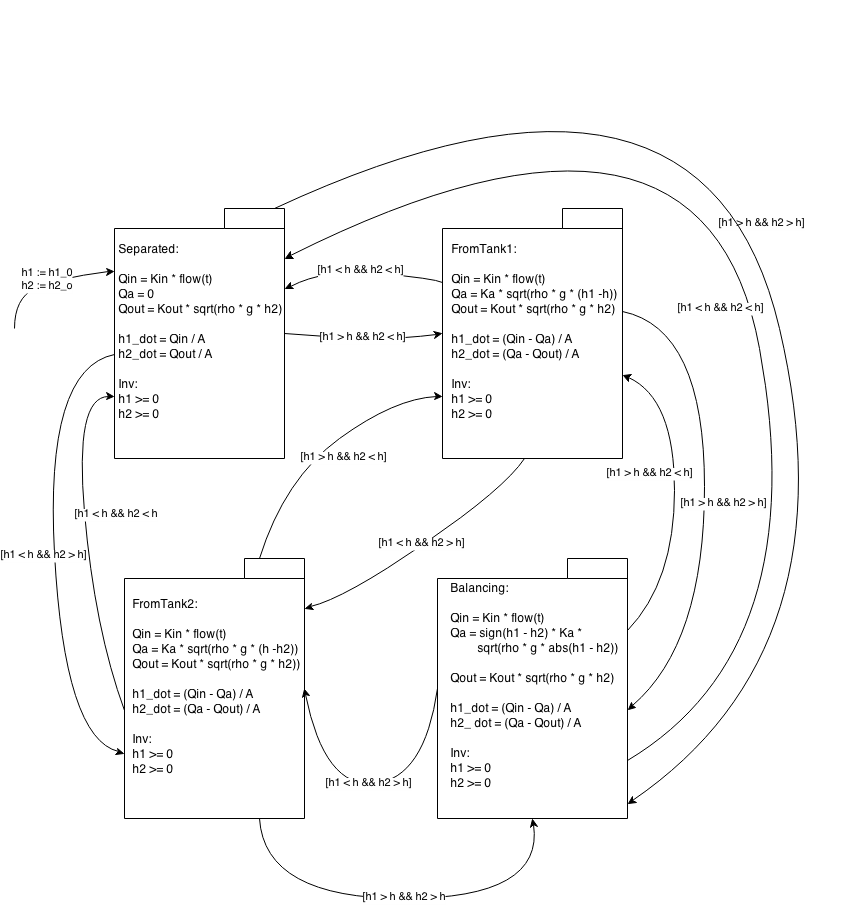 [h1 > h && h2 > h]
Separated:
Qin = Kin * flow(t)
Qa = 0
Qout = Kout * sqrt(rho * g * h2)
h1_dot = Qin / A
h2_dot = Qout / A
Inv:
h1 >= 0
h2 >= 0
h1 := h1_0
h2 := h2_o
[h1 < h && h2 < h]
[h1 > h && h2 < h]
FromTank1:
Qin = Kin * flow(t)
Qa = Ka * sqrt(rho * g * (h1 -h))
Qout = Kout * sqrt(rho * g * h2)
h1_dot = (Qin - Qa) / A
h2_dot = (Qa - Qout) / A
Inv:
h1 >= 0
h2 >= 0
[h1 < h && h2 < h]
[h1 > h && h2 < h]
[h1 > h && h2 < h]
[h1 > h && h2 > h]
[h1 < h && h2 < h
[h1 < h && h2 > h]
[h1 < h && h2 > h]
FromTank2:
Qin = Kin * flow(t)
Qa = Ka * sqrt(rho * g * (h -h2))
Qout = Kout * sqrt(rho * g * h2))
h1_dot = (Qin - Qa) / A
h2_dot = (Qa - Qout) / A
Inv:
h1 >= 0
h2 >= 0
Balancing:
Qin = Kin * flow(t)
Qa = sign(h1 - h2) * Ka *
sqrt(rho * g * abs(h1 - h2))
Qout = Kout * sqrt(rho * g * h2)
h1_dot = (Qin - Qa) / A
h2_ dot = (Qa - Qout) / A
Inv:
h1 >= 0
h2 >= 0
[h1 < h && h2 > h]
[h1 > h && h2 > h